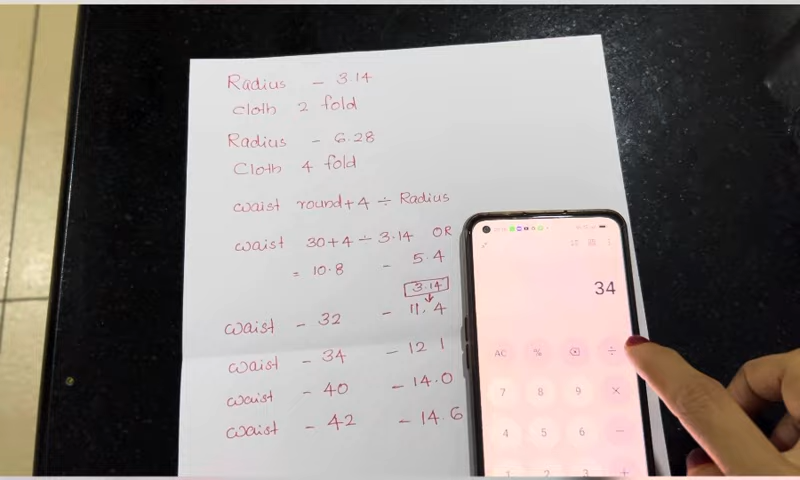 Radius - 3.14
Cloth 2 fold
Radius - 6.28
Cloth 4 fold
waist round+4 ÷ Radius
waist 30+4 ÷ 3.14 OR
= 10.8 - 5.4
3.14
waist - 32 - 11.4
waist - 34 - 12 1
waist - 40 - 14.0
waist - 42 - 14.6
34
AC % ÷
7 8 9 ×
4 5 6 −
1 2 3 +